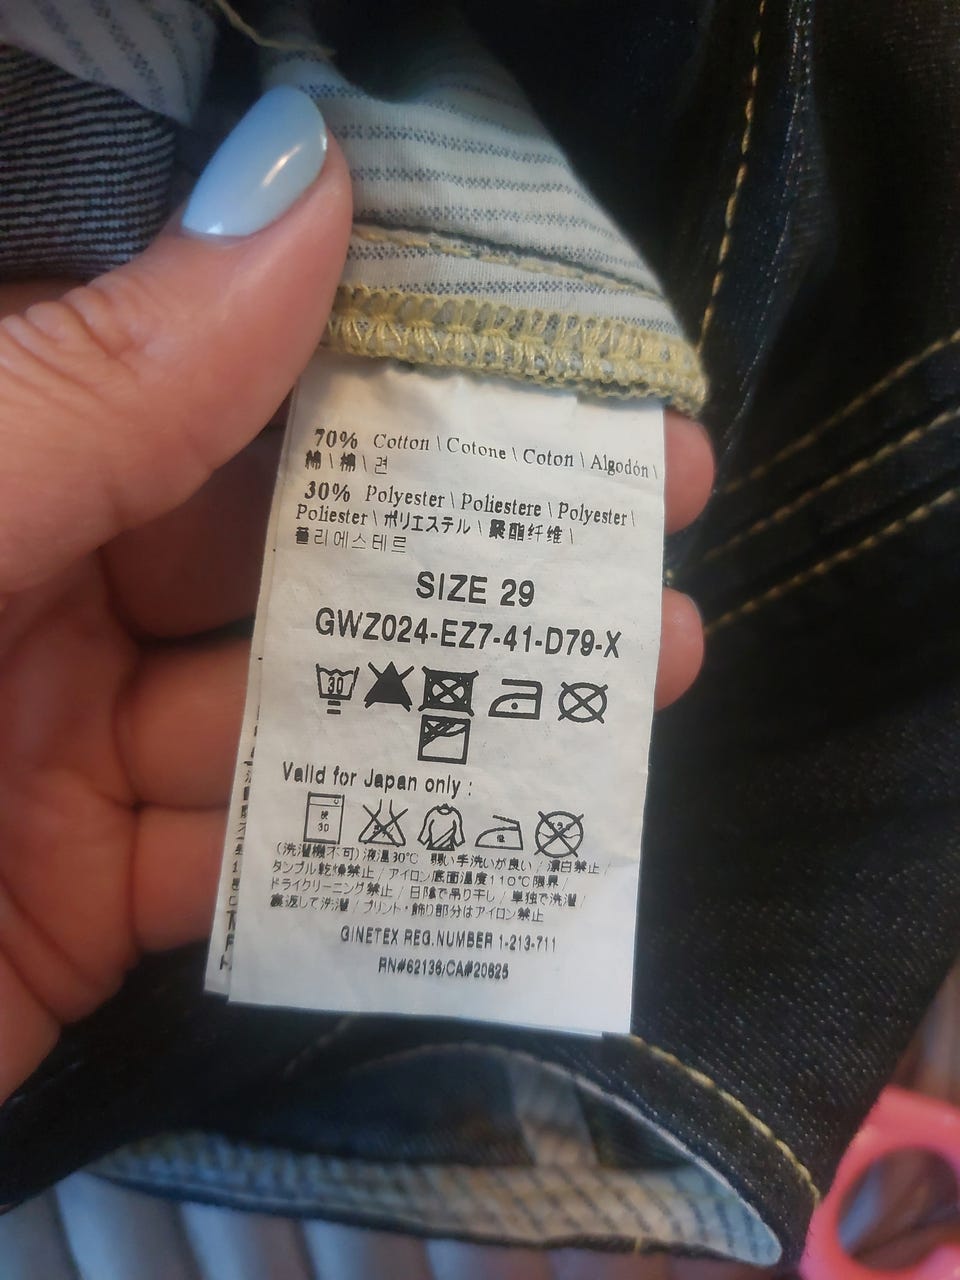 70% Cotton \ Cotone \ Coton \ Algodón \
綿 \ 棉 \ 면
30% Polyester \ Poliestere \ Polyester \
Poliester \ ポリエステル \ 聚酯纤维 \
폴리에스테르
SIZE 29
GWZ024-EZ7-41-D79-X
30
Valid for Japan only :
30
低
(洗濯機不可)液温30℃ 弱い手洗いが良い / 漂白禁止 /
タンブル乾燥禁止 / アイロン底面温度110℃限界 /
ドライクリーニング禁止 / 日陰で吊り干し / 単独で洗濯 /
裏返して洗濯 / プリント・飾り部分はアイロン禁止
GINETEX REG.NUMBER 1-213-711
RN#62136/CA#20625